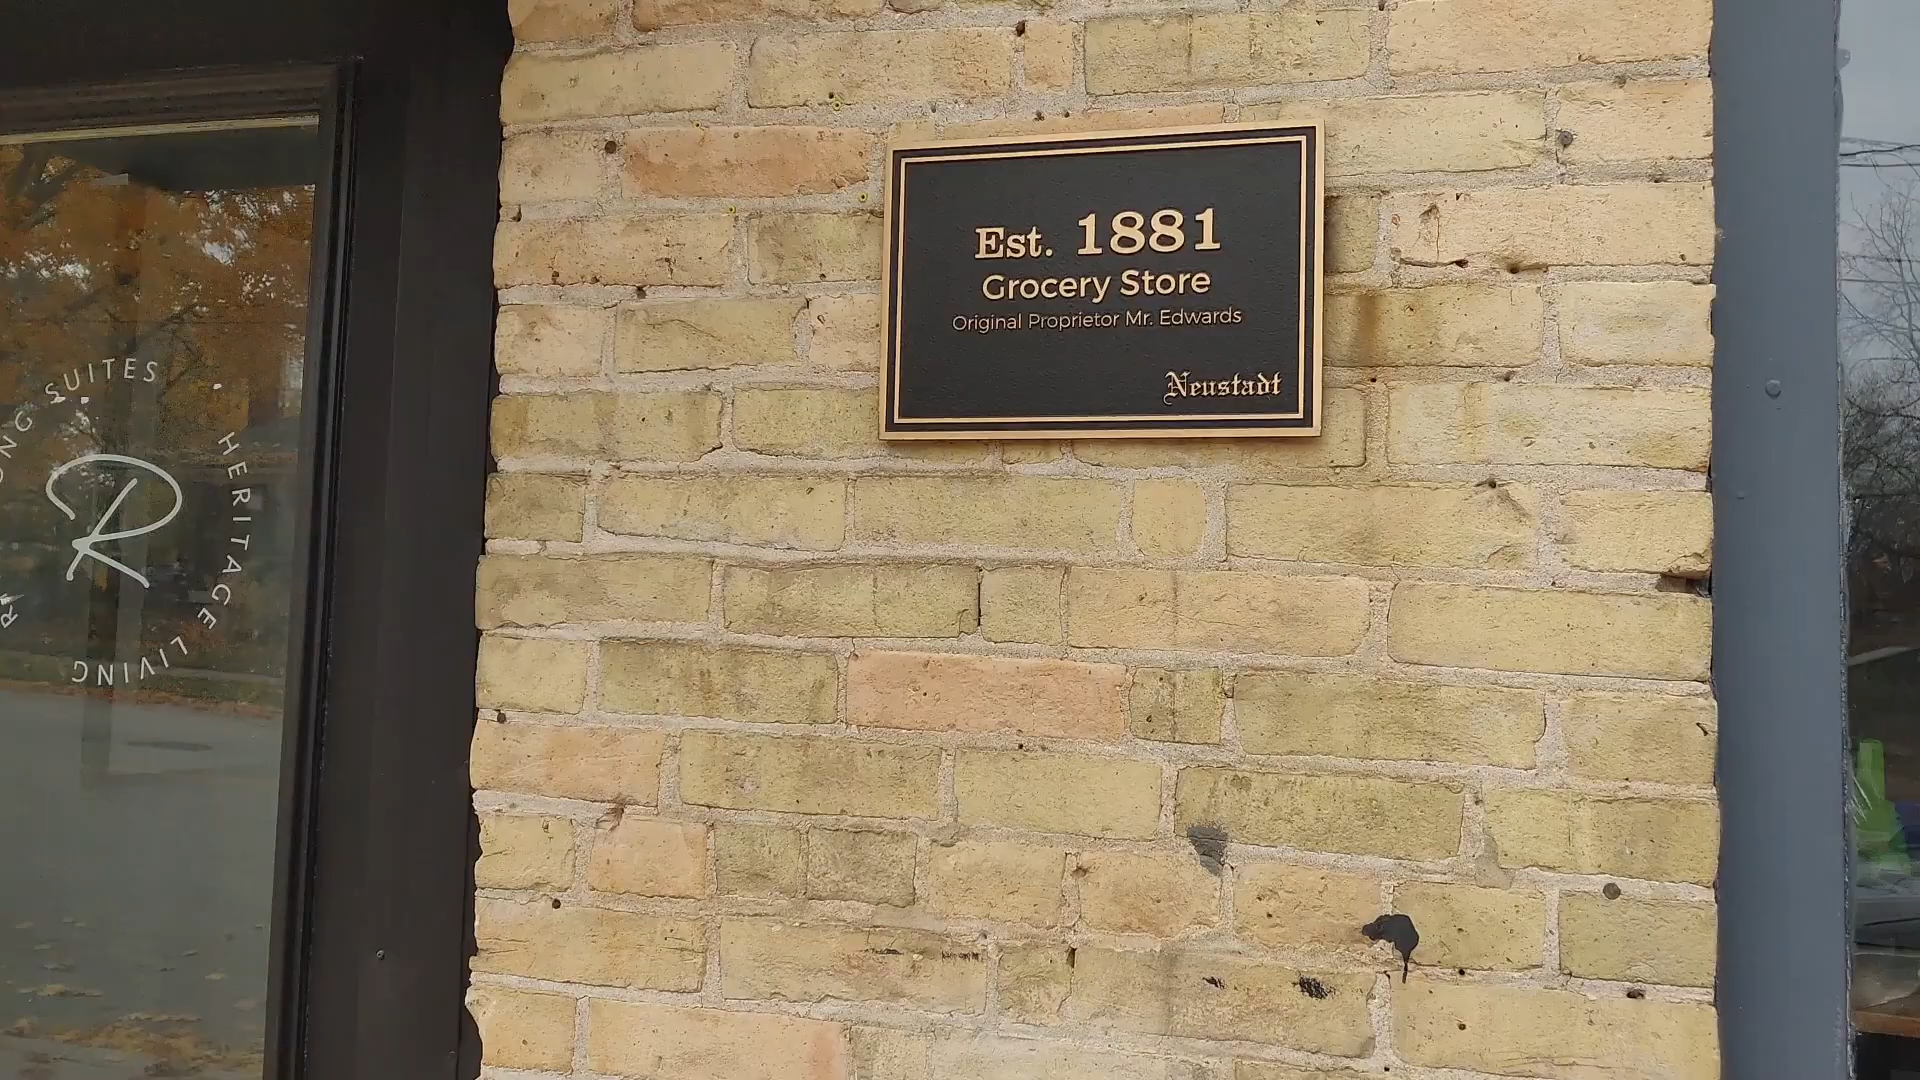 Est. 1881
Grocery Store
Original Proprietor Mr. Edwards
Neustadt
SUITES • HERITAGE LIVING
R